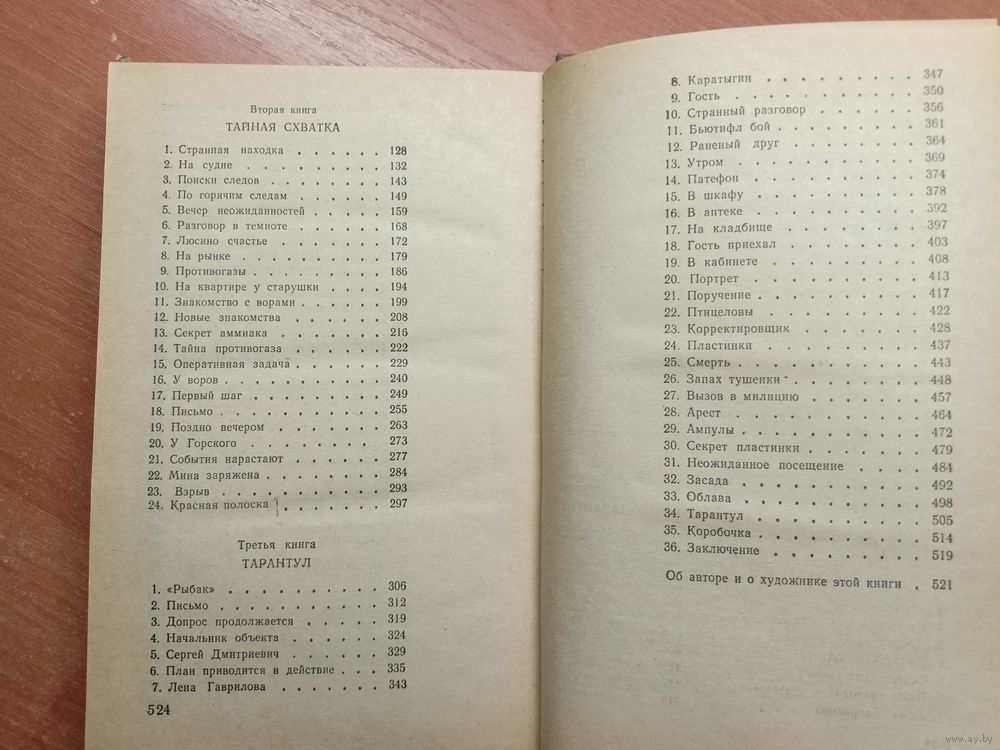 Вторая книга
ТАЙНАЯ СХВАТКА
1. Странная находка . . . . . . 128
2. На судне . . . . . . . . . 132
3. Поиски следов . . . . . . . 143
4. По горячим следам . . . . . . 149
5. Вечер неожиданностей . . . . . 159
6. Разговор в темноте . . . . . . 168
7. Люсино счастье . . . . . . . 172
8. На рынке . . . . . . . . . 179
9. Противогазы . . . . . . . . 186
10. На квартире у старушки . . . . 194
11. Знакомство с ворами . . . . . 199
12. Новые знакомства . . . . . . 208
13. Секрет аммиака . . . . . . . 216
14. Тайна противогаза . . . . . . 222
15. Оперативная задача . . . . . . 229
16. У воров . . . . . . . . . . 240
17. Первый шаг . . . . . . . . 249
18. Письмо . . . . . . . . . . 255
19. Поздно вечером . . . . . . . 263
20. У Горского . . . . . . . . 273
21. События нарастают . . . . . . 277
22. Мина заряжена . . . . . . . 284
23. Взрыв . . . . . . . . . . 293
24. Красная полоска . . . . . . . 297
Третья книга
ТАРАНТУЛ
1. «Рыбак» . . . . . . . . . . 306
2. Письмо . . . . . . . . . . 312
3. Допрос продолжается . . . . . 319
4. Начальник объекта . . . . . . 324
5. Сергей Дмитриевич . . . . . . 329
6. План приводится в действие . . . 335
7. Лена Гаврилова . . . . . . . 343
524
8. Каратыгин . . . . . . . . . 347
9. Гость . . . . . . . . . . . 350
10. Странный разговор . . . . . . 356
11. Бьютифл бой . . . . . . . . 361
12. Раненый друг . . . . . . . . 364
13. Утром . . . . . . . . . . 369
14. Патефон . . . . . . . . . 374
15. В шкафу . . . . . . . . . 378
16. В аптеке . . . . . . . . . 392
17. На кладбище . . . . . . . . 397
18. Гость приехал . . . . . . . 403
19. В кабинете . . . . . . . . 408
20. Портрет . . . . . . . . . 413
21. Поручение . . . . . . . . . 417
22. Птицеловы . . . . . . . . . 422
23. Корректировщик . . . . . . . 428
24. Пластинки . . . . . . . . . 437
25. Смерть . . . . . . . . . . 443
26. Запах тушенки . . . . . . . 448
27. Вызов в милицию . . . . . . 457
28. Арест . . . . . . . . . . 464
29. Ампулы . . . . . . . . . . 472
30. Секрет пластинки . . . . . . 479
31. Неожиданное посещение . . . . 484
32. Засада . . . . . . . . . . 492
33. Облава . . . . . . . . . . 498
34. Тарантул . . . . . . . . . 505
35. Коробочка . . . . . . . . . 514
36. Заключение . . . . . . . . 519
Об авторе и о художнике этой книги . 521
www.ay.by